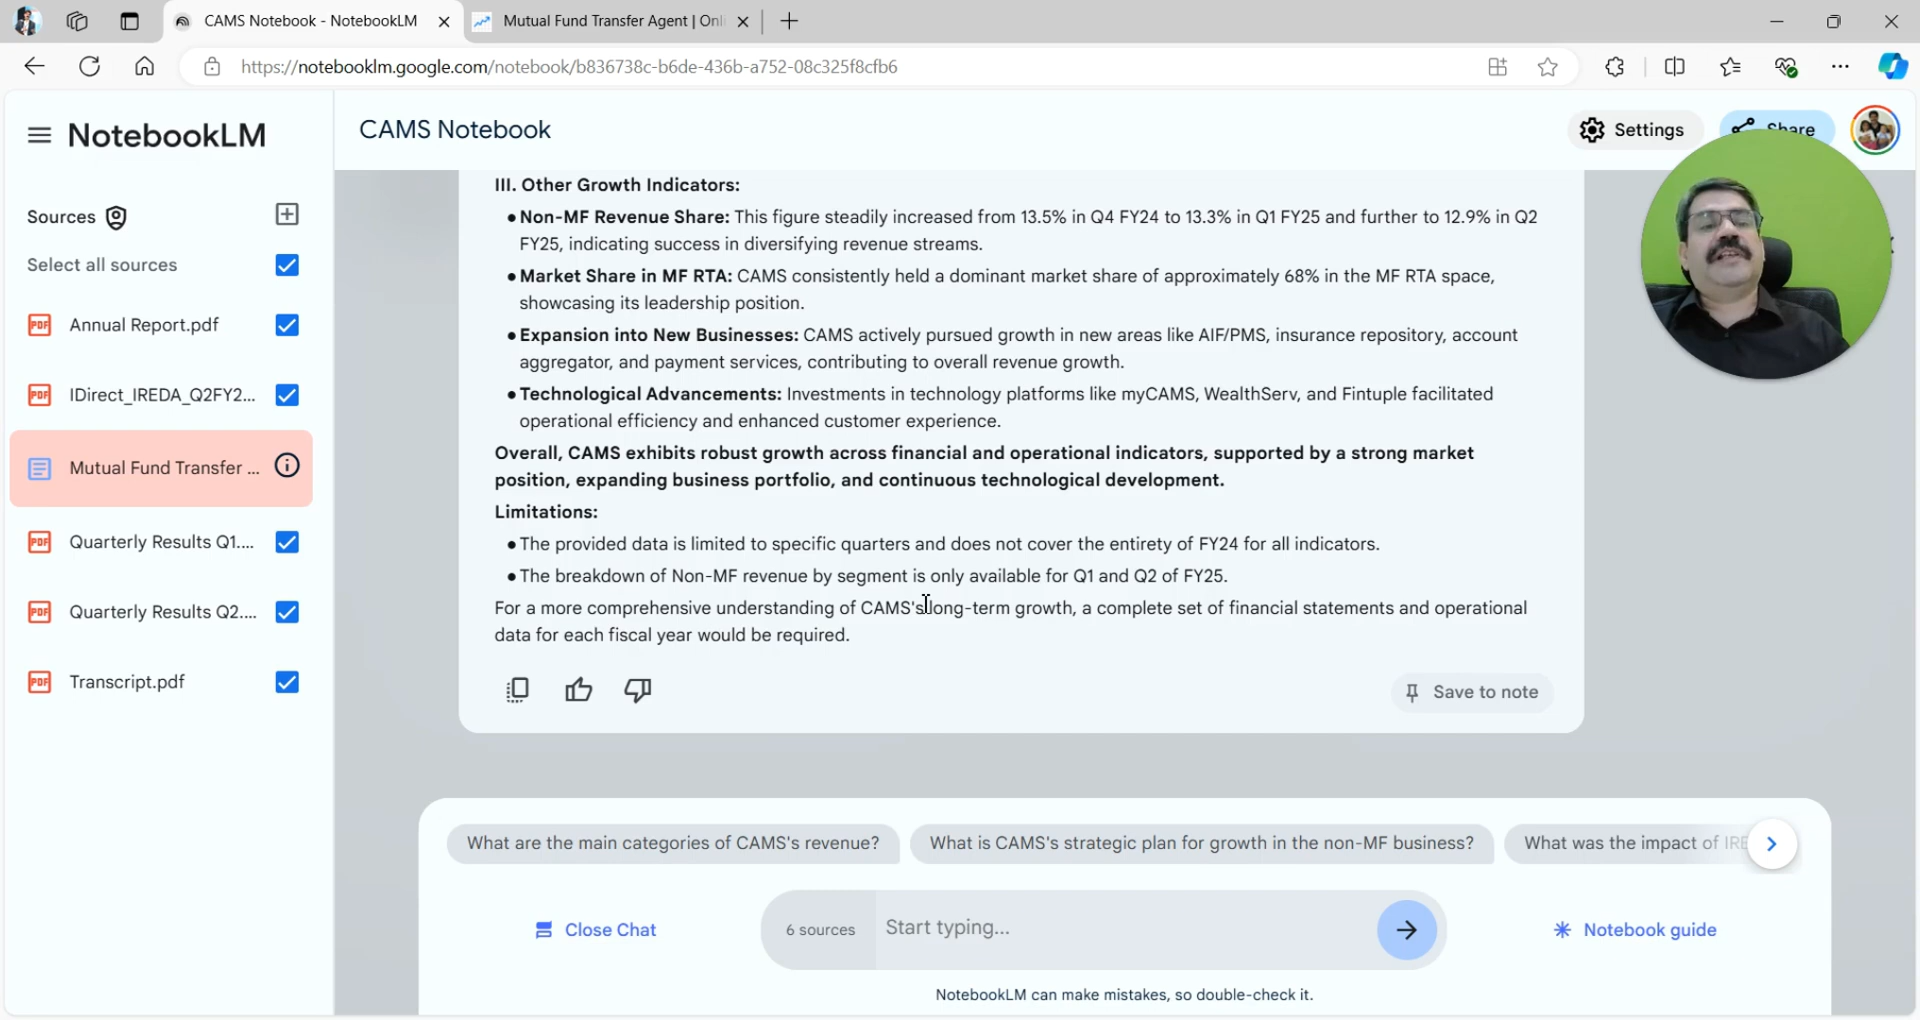 CAMS Notebook - NotebookLM
Mutual Fund Transfer Agent | Onli
https://notebooklm.google.com/notebook/b836738c-b6de-436b-a752-08c325f8cfb6
NotebookLM
CAMS Notebook
Settings
Share
Sources
Select all sources
Annual Report.pdf
IDirect_IREDA_Q2FY2...
Mutual Fund Transfer ...
Quarterly Results Q1....
Quarterly Results Q2....
Transcript.pdf
III. Other Growth Indicators:
• Non-MF Revenue Share: This figure steadily increased from 13.5% in Q4 FY24 to 13.3% in Q1 FY25 and further to 12.9% in Q2
FY25, indicating success in diversifying revenue streams.
• Market Share in MF RTA: CAMS consistently held a dominant market share of approximately 68% in the MF RTA space,
showcasing its leadership position.
• Expansion into New Businesses: CAMS actively pursued growth in new areas like AIF/PMS, insurance repository, account
aggregator, and payment services, contributing to overall revenue growth.
• Technological Advancements: Investments in technology platforms like myCAMS, WealthServ, and Fintuple facilitated
operational efficiency and enhanced customer experience.
Overall, CAMS exhibits robust growth across financial and operational indicators, supported by a strong market
position, expanding business portfolio, and continuous technological development.
Limitations:
• The provided data is limited to specific quarters and does not cover the entirety of FY24 for all indicators.
• The breakdown of Non-MF revenue by segment is only available for Q1 and Q2 of FY25.
For a more comprehensive understanding of CAMS's long-term growth, a complete set of financial statements and operational
data for each fiscal year would be required.
Save to note
What are the main categories of CAMS's revenue?
What is CAMS's strategic plan for growth in the non-MF business?
What was the impact of IRE
Close Chat
6 sources
Start typing...
Notebook guide
NotebookLM can make mistakes, so double-check it.
PDF
PDF
PDF
PDF
PDF